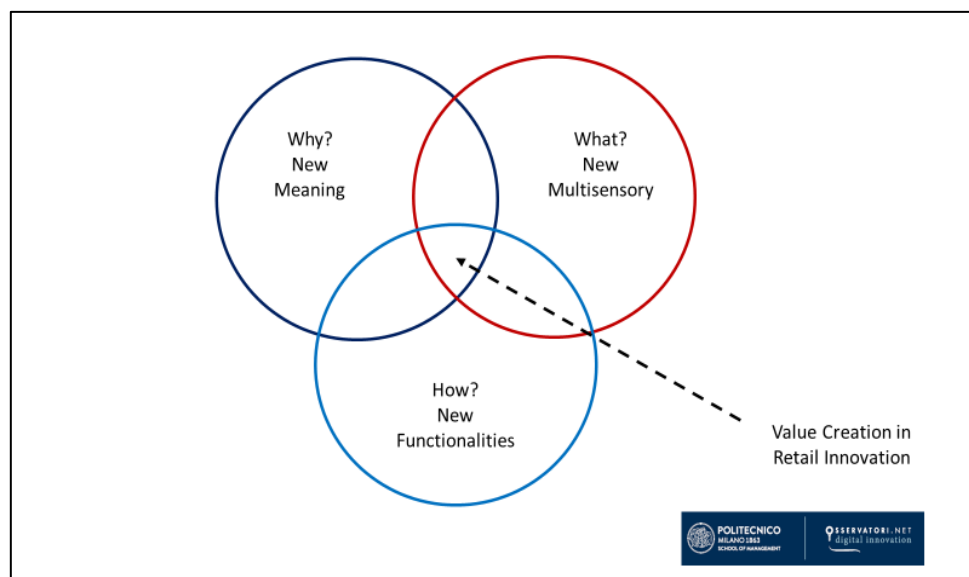 Why?
New
Meaning
What?
New
Multisensory
How?
New
Functionalities
Value Creation in
Retail Innovation
POLITECNICO
MILANO 1863
SCHOOL OF MANAGEMENT
OSSERVATORI.NET
digital innovation